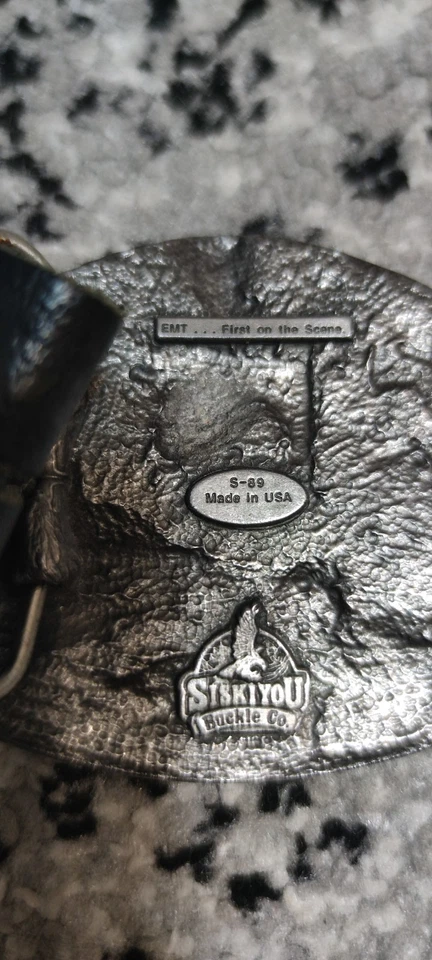 EMT . . . First on the Scene.
S-89
Made in USA
SISKIYOU
Buckle Co.